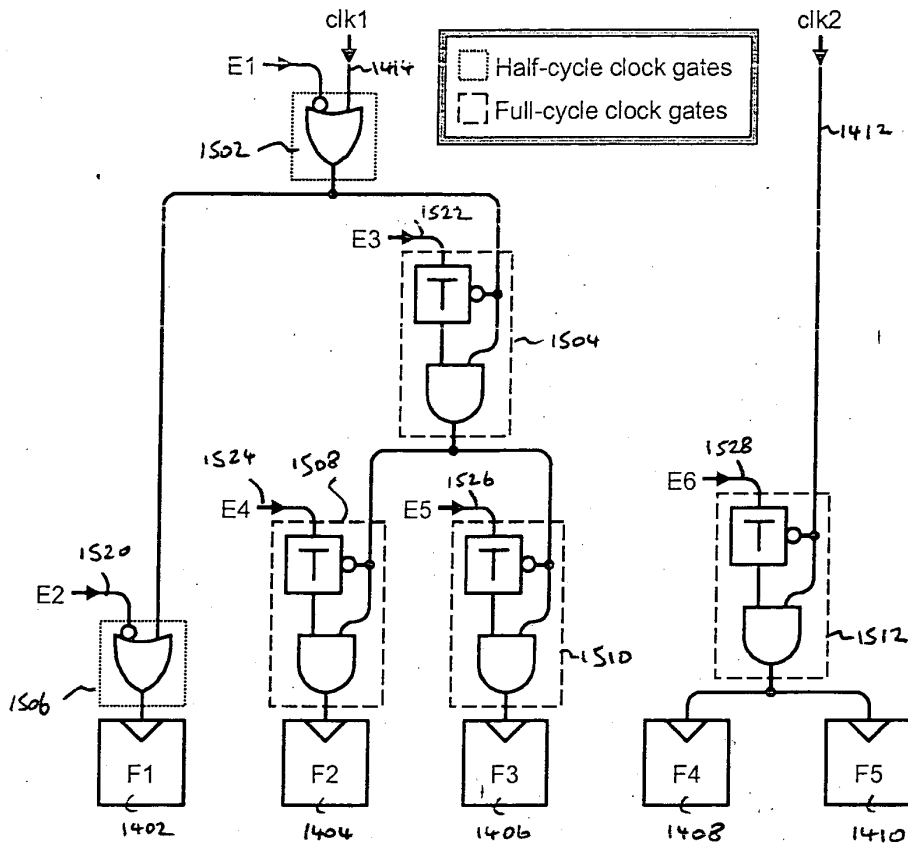 clk1
clk2
E1
1414
Half-cycle clock gates
Full-cycle clock gates
1412
1502
1522
E3
T
1504
1524
1508
1526
1528
E4
E5
E6
T
T
T
1520
E2
1510
1512
1506
F1
F2
F3
F4
F5
1402
1404
1406
1408
1410